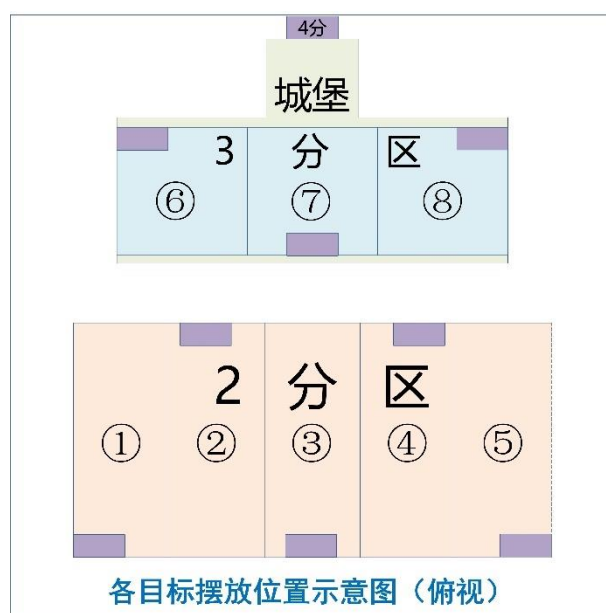 4分
城堡
3 分 区
⑥ ⑦ ⑧
2 分 区
① ② ③ ④ ⑤
各目标摆放位置示意图（俯视）